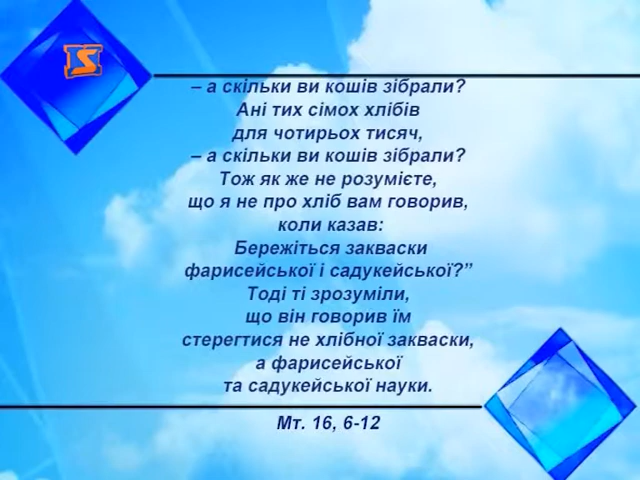 – а скільки ви кошів зібрали?
Ані тих сімох хлібів
для чотирьох тисяч,
– а скільки ви кошів зібрали?
Тож як же не розумієте,
що я не про хліб вам говорив,
коли казав:
Бережіться закваски
фарисейської і садукейської?”
Тоді ті зрозуміли,
що він говорив їм
стерегтися не хлібної закваски,
а фарисейської
та садукейської науки.
Мт. 16, 6-12